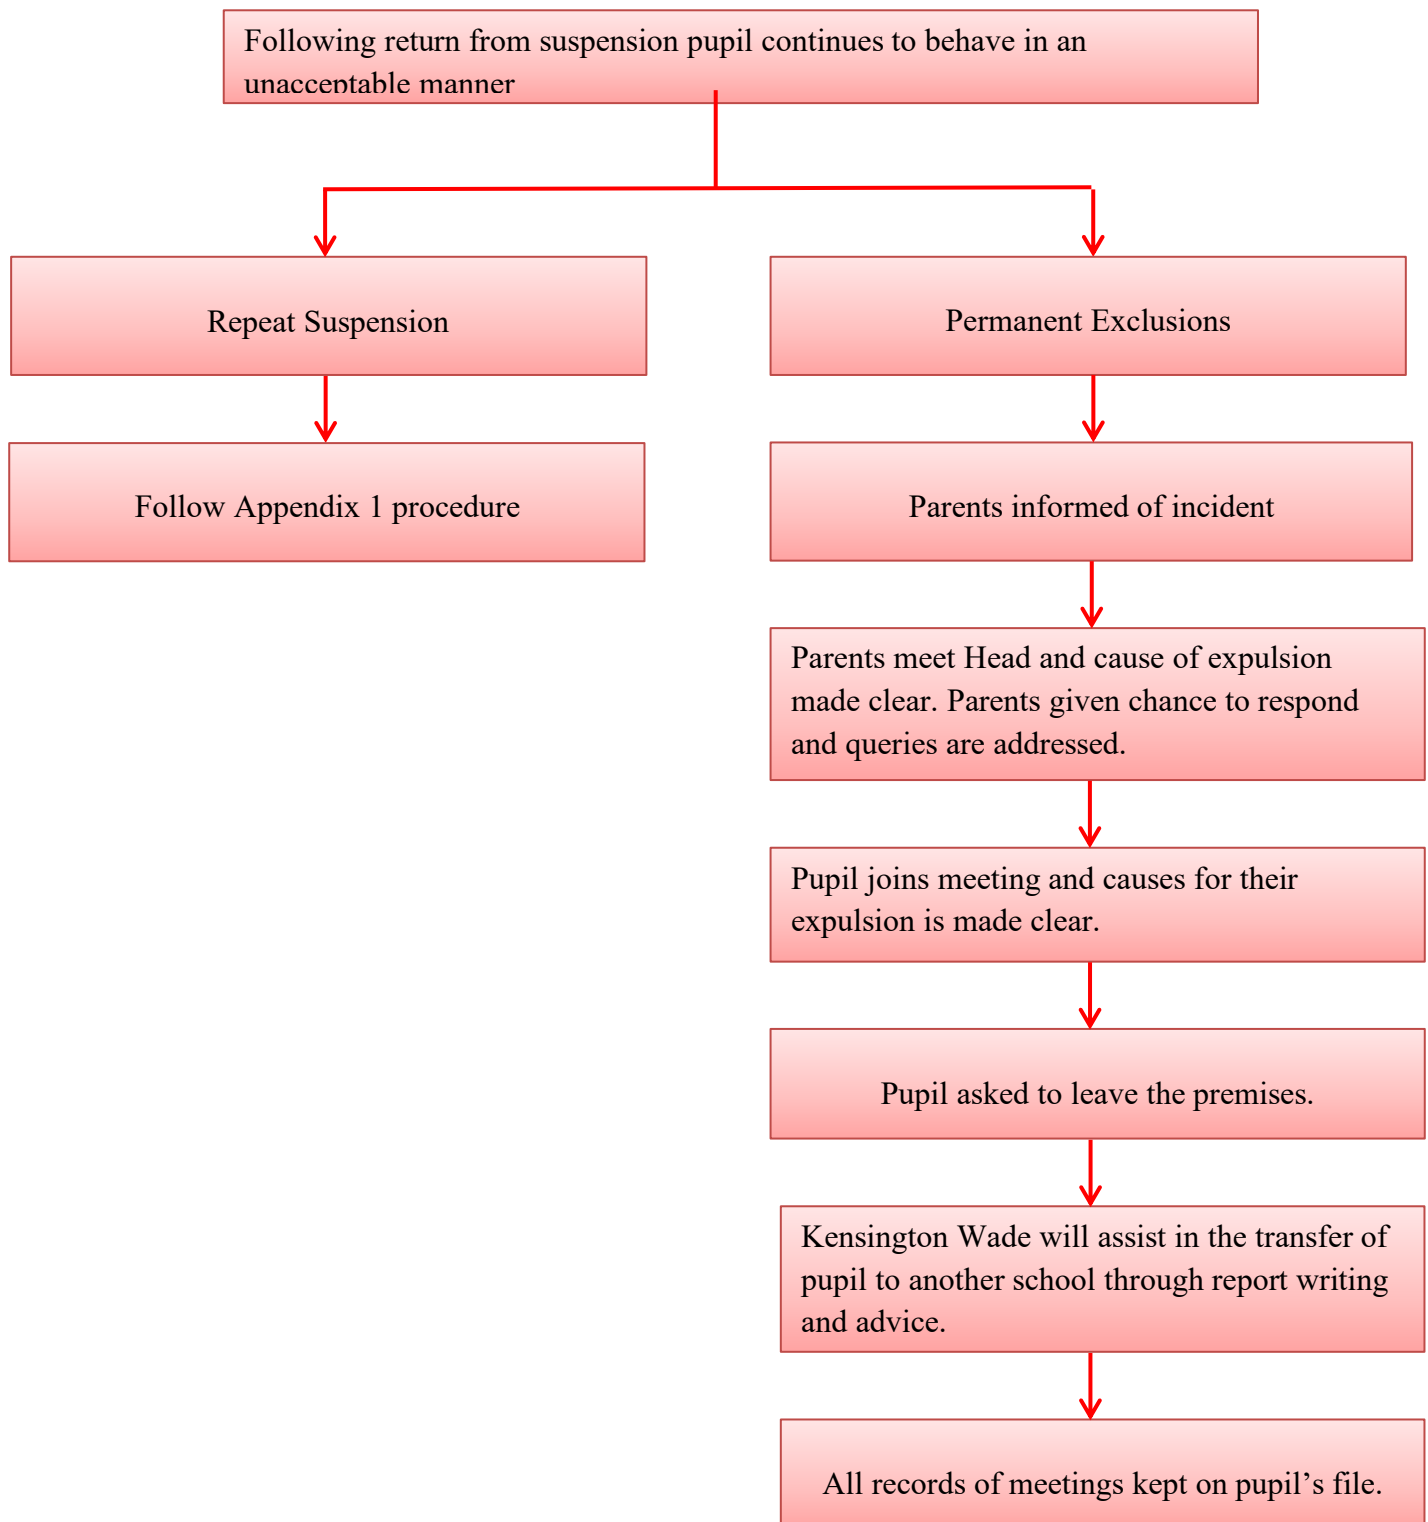 Following return from suspension pupil continues to behave in an
unacceptable manner
Repeat Suspension
Permanent Exclusions
Follow Appendix 1 procedure
Parents informed of incident
Parents meet Head and cause of expulsion
made clear. Parents given chance to respond
and queries are addressed.
Pupil joins meeting and causes for their
expulsion is made clear.
Pupil asked to leave the premises.
Kensington Wade will assist in the transfer of
pupil to another school through report writing
and advice.
All records of meetings kept on pupil’s file.